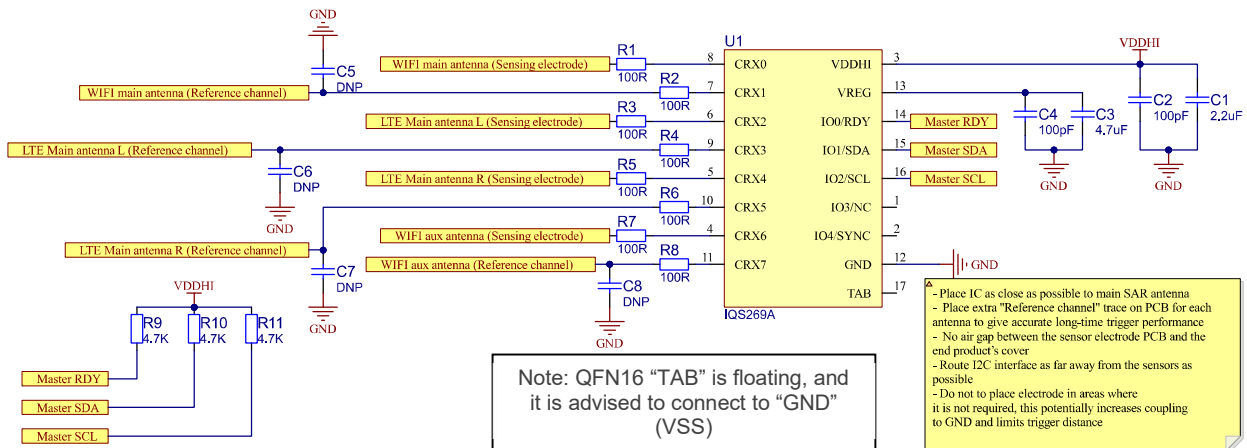 GND
C5
DNP
WIFI main antenna (Sensing electrode)
R1
100R
WIFI main antenna (Reference channel)
R2
100R
LTE Main antenna L (Sensing electrode)
R3
100R
LTE Main antenna L (Reference channel)
R4
100R
C6
DNP
GND
LTE Main antenna R (Sensing electrode)
R5
100R
R6
100R
LTE Main antenna R (Reference channel)
C7
DNP
GND
WIFI aux antenna (Sensing electrode)
R7
100R
WIFI aux antenna (Reference channel)
R8
100R
C8
DNP
GND
U1
8 CRX0 VDDHI 3
7 CRX1 VREG 13
6 CRX2 IO0/RDY 14
9 CRX3 IO1/SDA 15
5 CRX4 IO2/SCL 16
10 CRX5 IO3/NC 1
4 CRX6 IO4/SYNC 2
11 CRX7 GND 12
TAB 17
IQS269A
Master RDY
Master SDA
Master SCL
GND
VDDHI
C4
100pF
C3
4.7uF
GND
C2
100pF
C1
2.2uF
GND
VDDHI
R9
4.7K
R10
4.7K
R11
4.7K
Master RDY
Master SDA
Master SCL
Note: QFN16 “TAB” is floating, and
it is advised to connect to “GND”
(VSS)
- Place IC as close as possible to main SAR antenna
- Place extra "Reference channel" trace on PCB for each
antenna to give accurate long-time trigger performance
- No air gap between the sensor electrode PCB and the
end product's cover
- Route I2C interface as far away from the sensors as
possible
- Do not to place electrode in areas where
it is not required, this potentially increases coupling
to GND and limits trigger distance